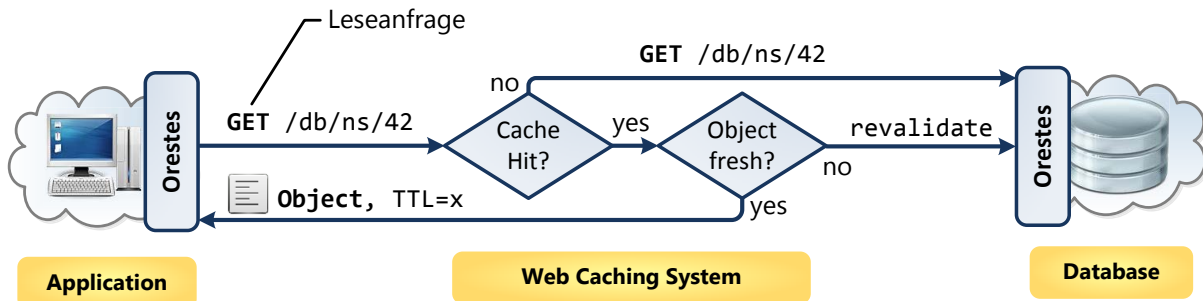 Leseanfrage
GET /db/ns/42
no
Orestes
GET /db/ns/42
Cache
Hit?
yes
Object
fresh?
revalidate
no
Orestes
Object, TTL=x
yes
Application
Web Caching System
Database